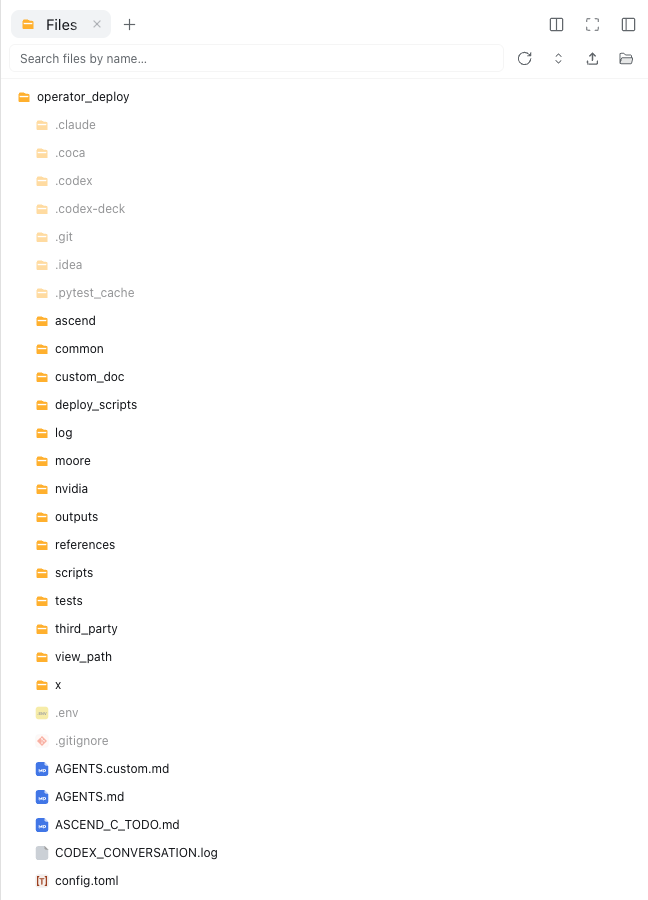 Files
Search files by name...
operator_deploy
.claude
.coca
.codex
.codex-deck
.git
.idea
.pytest_cache
ascend
common
custom_doc
deploy_scripts
log
moore
nvidia
outputs
references
scripts
tests
third_party
view_path
x
.env
.gitignore
AGENTS.custom.md
AGENTS.md
ASCEND_C_TODO.md
CODEX_CONVERSATION.log
config.toml